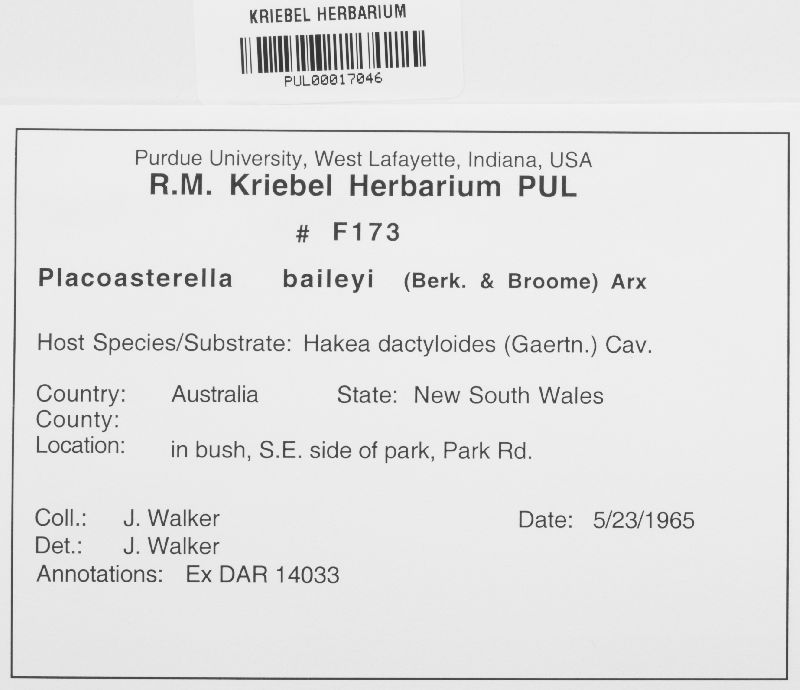 KRIEBEL HERBARIUM
PUL00017046
Purdue University, West Lafayette, Indiana, USA
R.M. Kriebel Herbarium PUL
# F173
Placoasterella baileyi (Berk. & Broome) Arx
Host Species/Substrate: Hakea dactyloides (Gaertn.) Cav.
Country: Australia State: New South Wales
County:
Location: in bush, S.E. side of park, Park Rd.
Coll.: J. Walker Date: 5/23/1965
Det.: J. Walker
Annotations: Ex DAR 14033